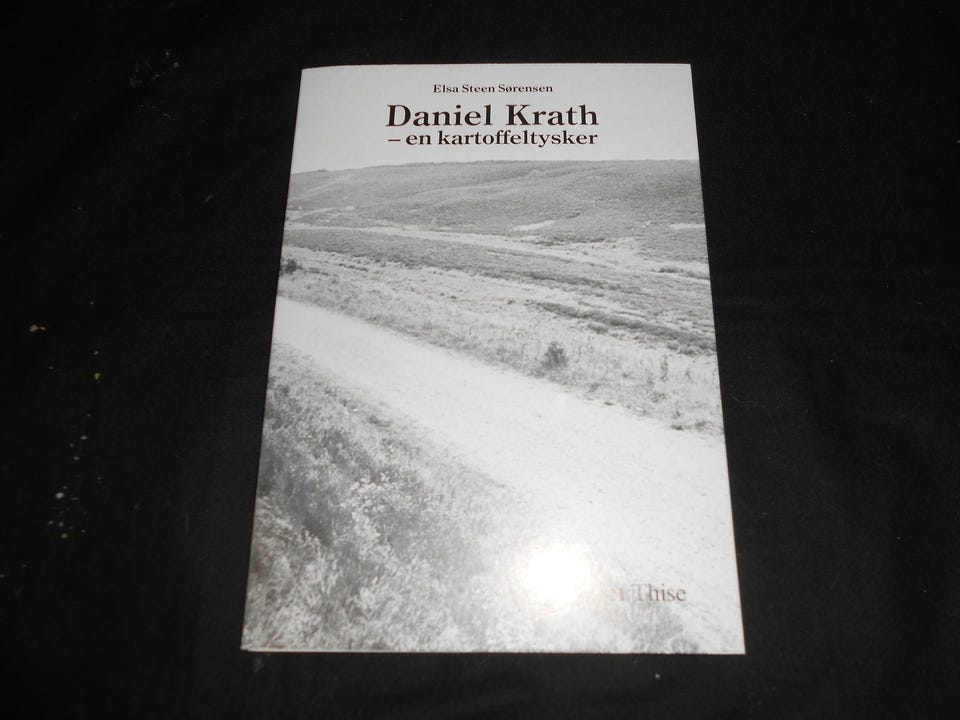 Elsa Steen Sørensen
Daniel Krath
– en kartoffeltysker
Thise